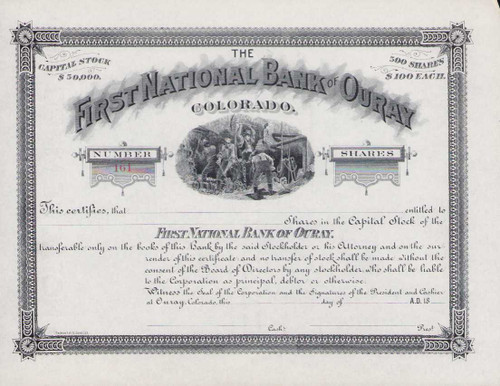 CAPITAL STOCK
$50,000.
THE
500 SHARES
$100 EACH.
FIRST NATIONAL BANK of OURAY
COLORADO.
NUMBER
164
SHARES
This certifies, that entitled to
Shares in the Capital Stock of the
FIRST NATIONAL BANK OF OURAY.
transferable only on the books of this Bank by the said Stockholder or his Attorney and on the sur-
render of this certificate; and no transfer of stock shall be made without the
consent of the Board of Directors by any stockholder, who shall be liable
to the Corporation as principal, debtor or otherwise.
Witness the Seal of the Corporation and the Signatures of the President and Cashier
at Ouray, Colorado, this day of A.D. 18
Cash. Prest